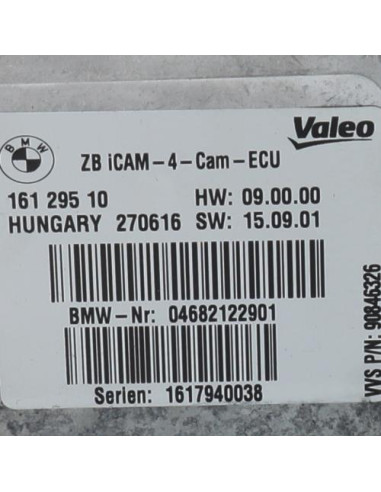 BMW
Valeo
ZB iCAM-4-Cam-ECU
161 295 10 HW: 09.00.00
HUNGARY 270616 SW: 15.09.01
BMW-Nr: 04682122901
Serien: 1617940038
VVS P/N: 90846326